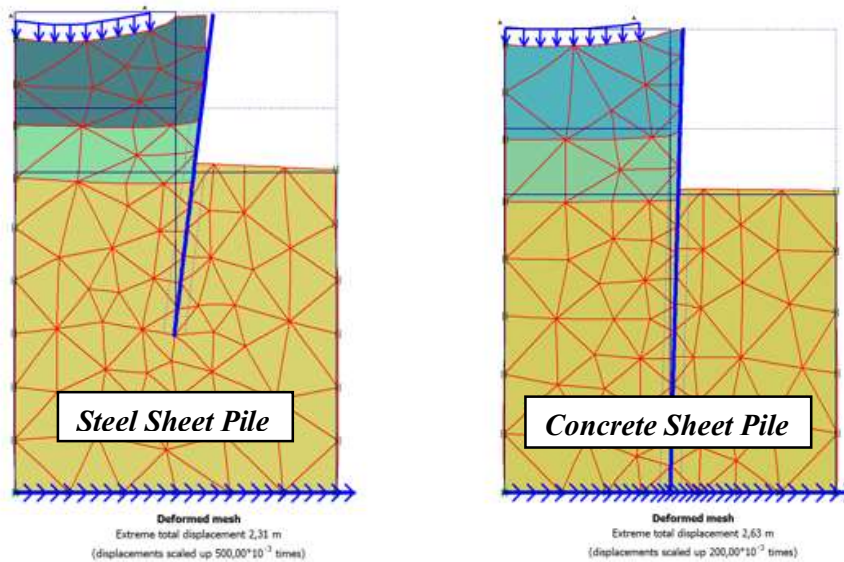 Steel Sheet Pile
Deformed mesh
Extreme total displacement 2,31 m
(displacements scaled up 500,00*10-3 times)
Concrete Sheet Pile
Deformed mesh
Extreme total displacement 2,63 m
(displacements scaled up 200,00*10-3 times)